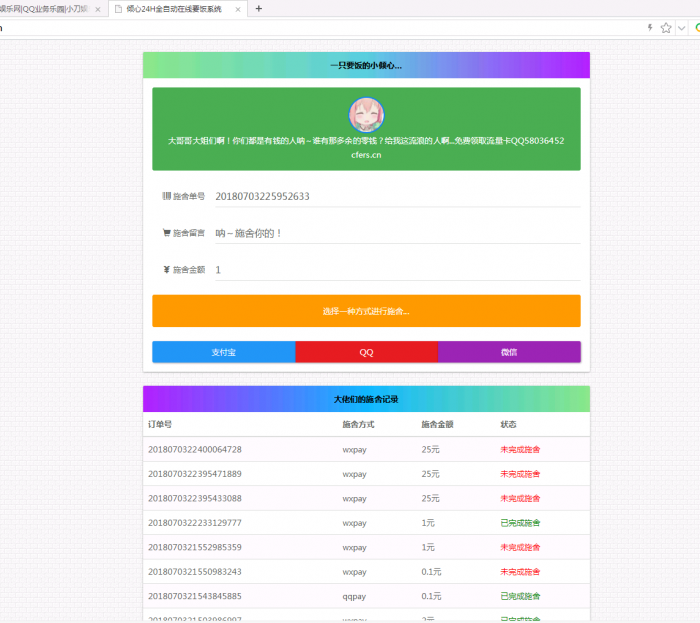 娱乐网|QQ业务乐园|小刀娱
倾心24H全自动在线要饭系统
一只要饭的小倾心...
大哥哥大姐们啊！你们都是有钱的人呐～谁有那多余的零钱？给我这流浪的人啊...免费领取流量卡QQ58036452
cfers.cn
施舍单号 20180703225952633
施舍留言 呐～施舍你的！
¥ 施舍金额 1
选择一种方式进行施舍...
支付宝 QQ 微信
大佬们的施舍记录
订单号 施舍方式 施舍金额 状态
2018070322400064728 wxpay 25元 未完成施舍
2018070322395471889 wxpay 25元 未完成施舍
2018070322395433088 wxpay 25元 未完成施舍
2018070322233129777 wxpay 1元 已完成施舍
2018070321552985359 wxpay 1元 未完成施舍
2018070321550983243 wxpay 0.1元 未完成施舍
2018070321543845885 qqpay 0.1元 已完成施舍
2018070321503986997 wxpay 2元 已完成施舍